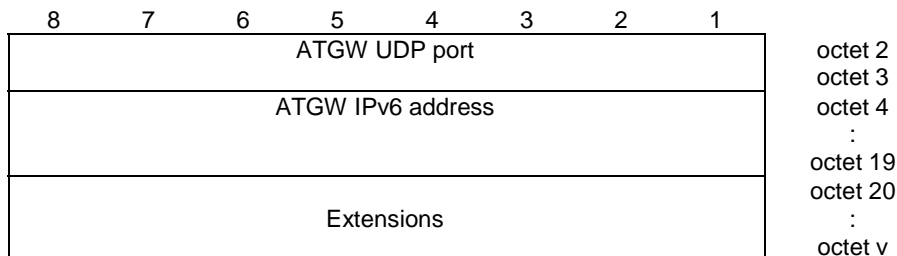 8 7 6 5 4 3 2 1
ATGW UDP port octet 2
octet 3
ATGW IPv6 address octet 4
:
octet 19
octet 20
Extensions :
octet v